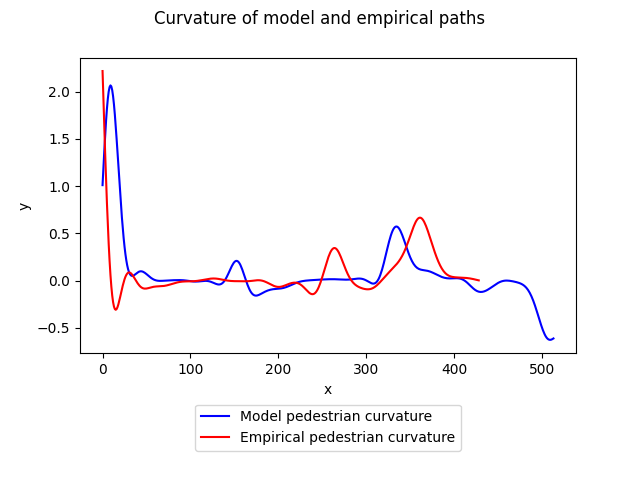 Curvature of model and empirical paths
2.0
1.5
1.0
0.5
0.0
−0.5
y
0 100 200 300 400 500
x
Model pedestrian curvature
Empirical pedestrian curvature